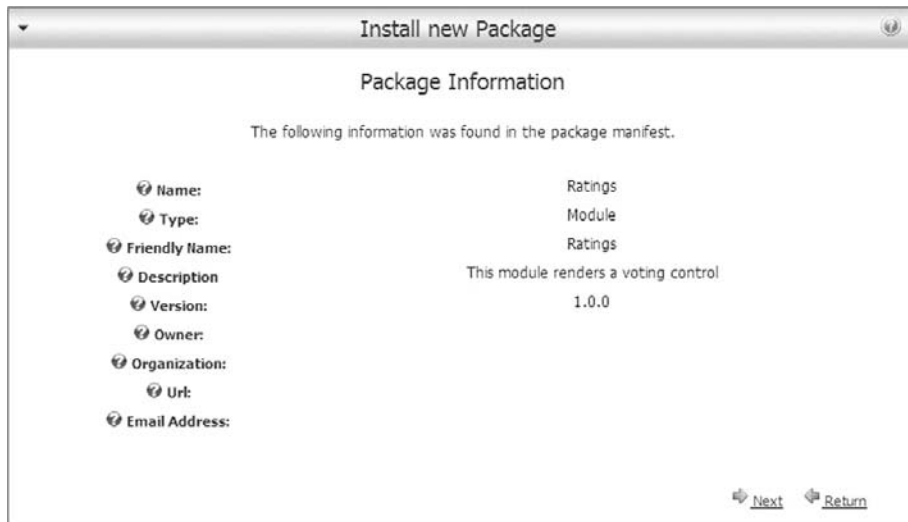 Install new Package
Package Information
The following information was found in the package manifest.
Name: Ratings
Type: Module
Friendly Name: Ratings
Description This module renders a voting control
Version: 1.0.0
Owner:
Organization:
Url:
Email Address:
Next Return